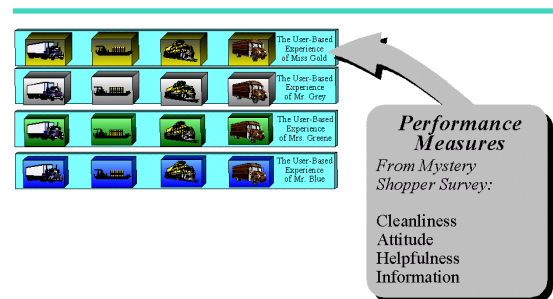 The User-Based
Experience
of Miss Gold
The User-Based
Experience
of Mr. Grey
The User-Based
Experience
of Mrs. Greene
The User-Based
Experience
of Mr. Blue
Performance
Measures
From Mystery
Shopper Survey:
Cleanliness
Attitude
Helpfulness
Information